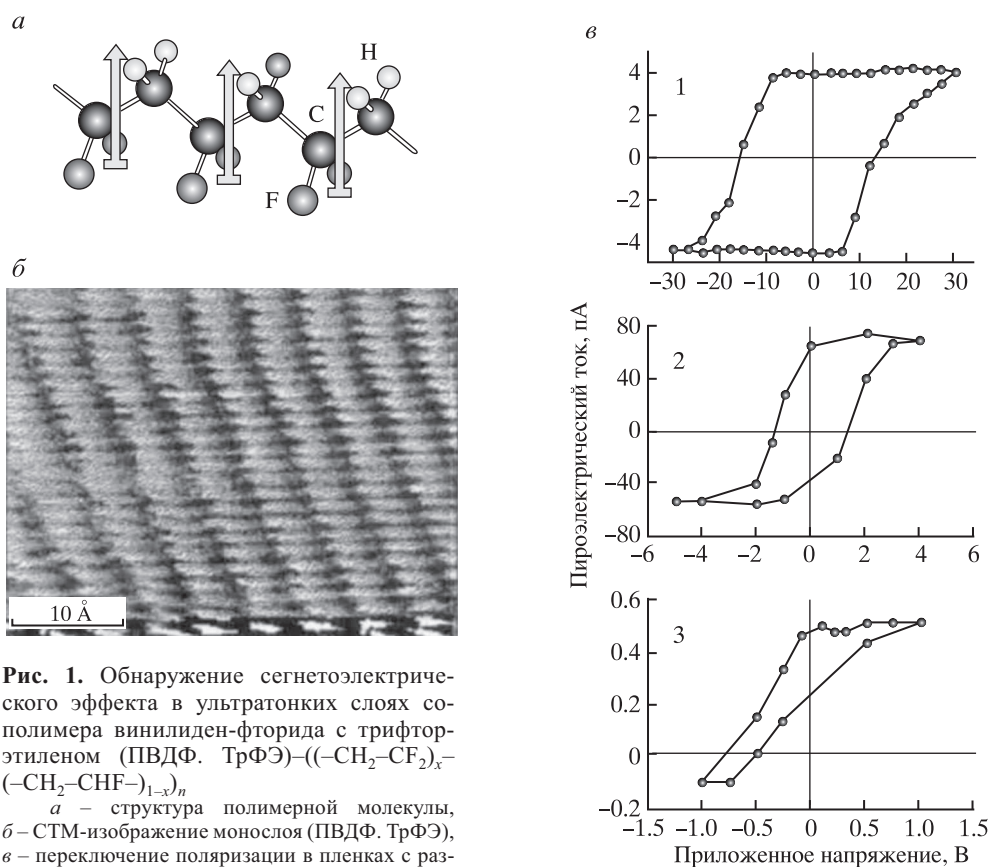 а
H
C
F
б
10 Å
Рис. 1. Обнаружение сегнетоэлектриче-
ского эффекта в ультратонких слоях со-
полимера винилиден-фторида с трифтор-
этиленом (ПВДФ. ТрФЭ)–((–CH₂–CF₂)ₓ–
(–CH₂–CHF–)₁₋ₓ)ₙ
а – структура полимерной молекулы,
б – СТМ-изображение монослоя (ПВДФ. ТрФЭ),
в – переключение поляризации в пленках с раз-
в
1
4
2
0
–2
–4
–30 –20 –10 0 10 20 30
Пироэлектрический ток, пА
2
80
40
0
–40
–80
–6 –4 –2 0 2 4 6
3
0.6
0.4
0.2
0
–0.2
–1.5 –1.0 –0.5 0 0.5 1.0 1.5
Приложенное напряжение, В